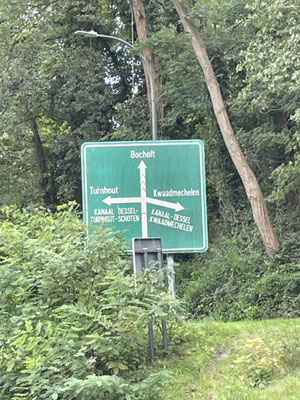 Bocholt
Turnhout
Kwaadmechelen
KANAAL DESSEL-
TURNHOUT-SCHOTEN
KANAAL-DESSEL
KWAADMECHELEN